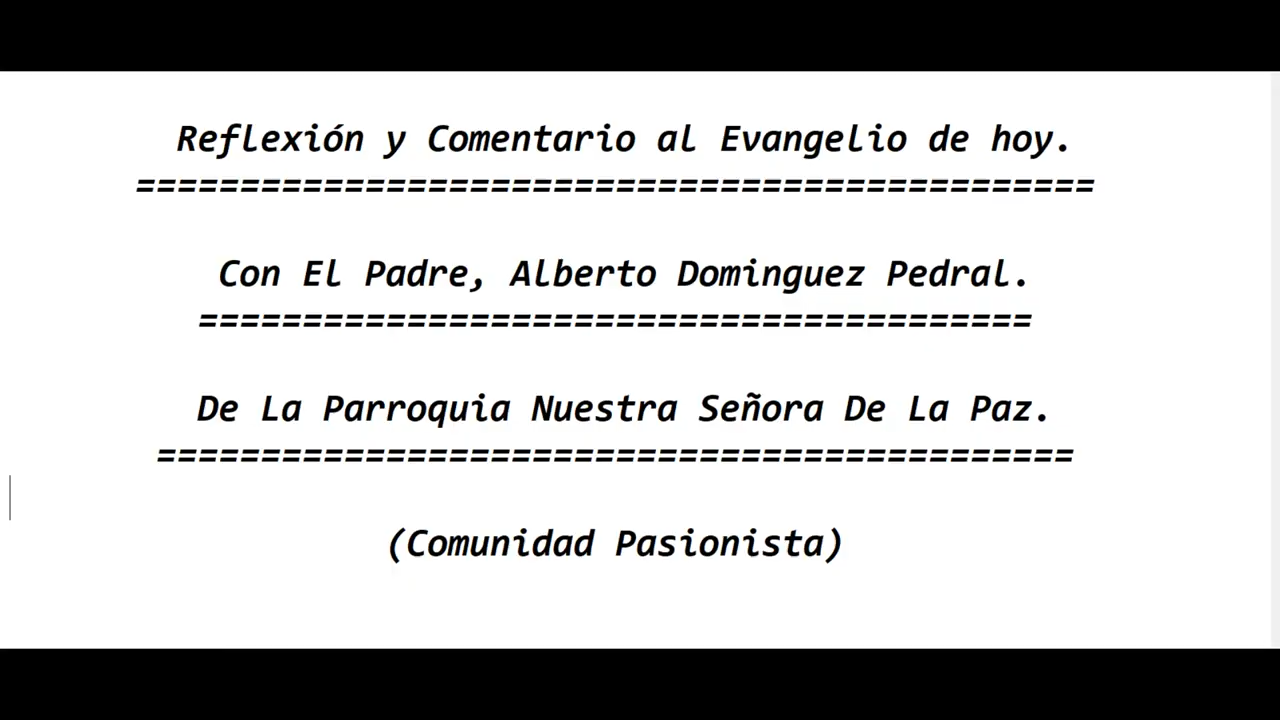 Reflexión y Comentario al Evangelio de hoy.
==============================================
Con El Padre, Alberto Dominguez Pedral.
========================================
De La Parroquia Nuestra Señora De La Paz.
============================================
(Comunidad Pasionista)